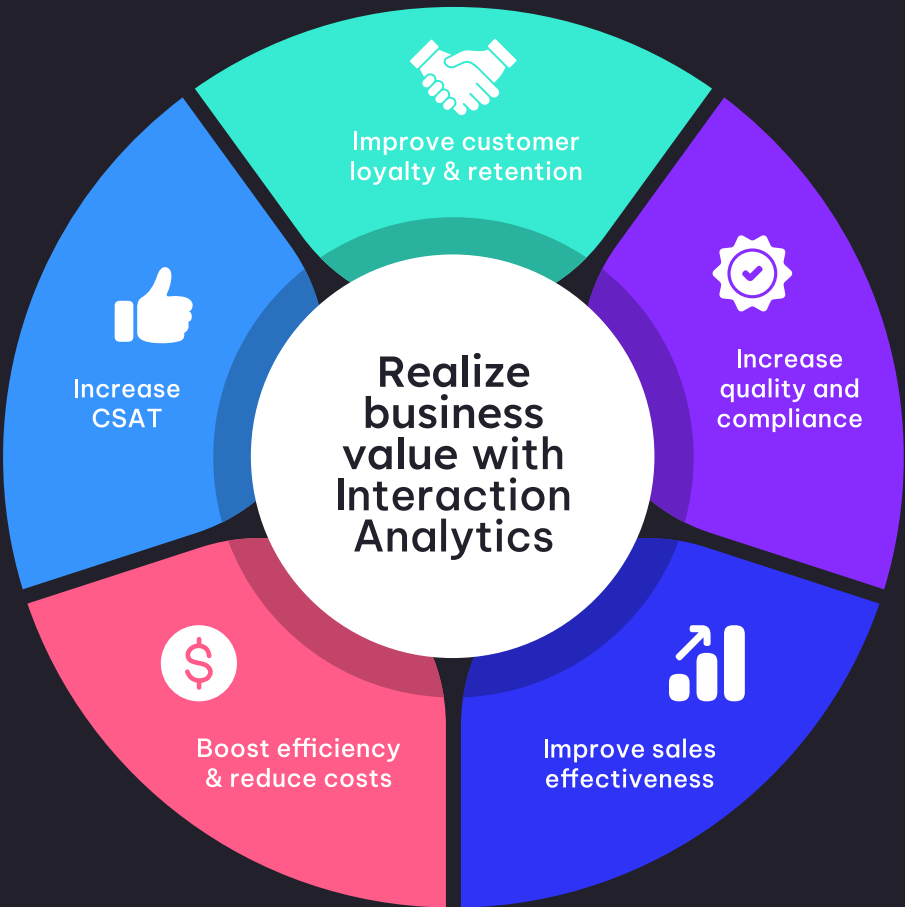 Improve customer
loyalty & retention
Increase
quality and
compliance
Improve sales
effectiveness
Boost efficiency
& reduce costs
Increase
CSAT
Realize
business
value with
Interaction
Analytics
$